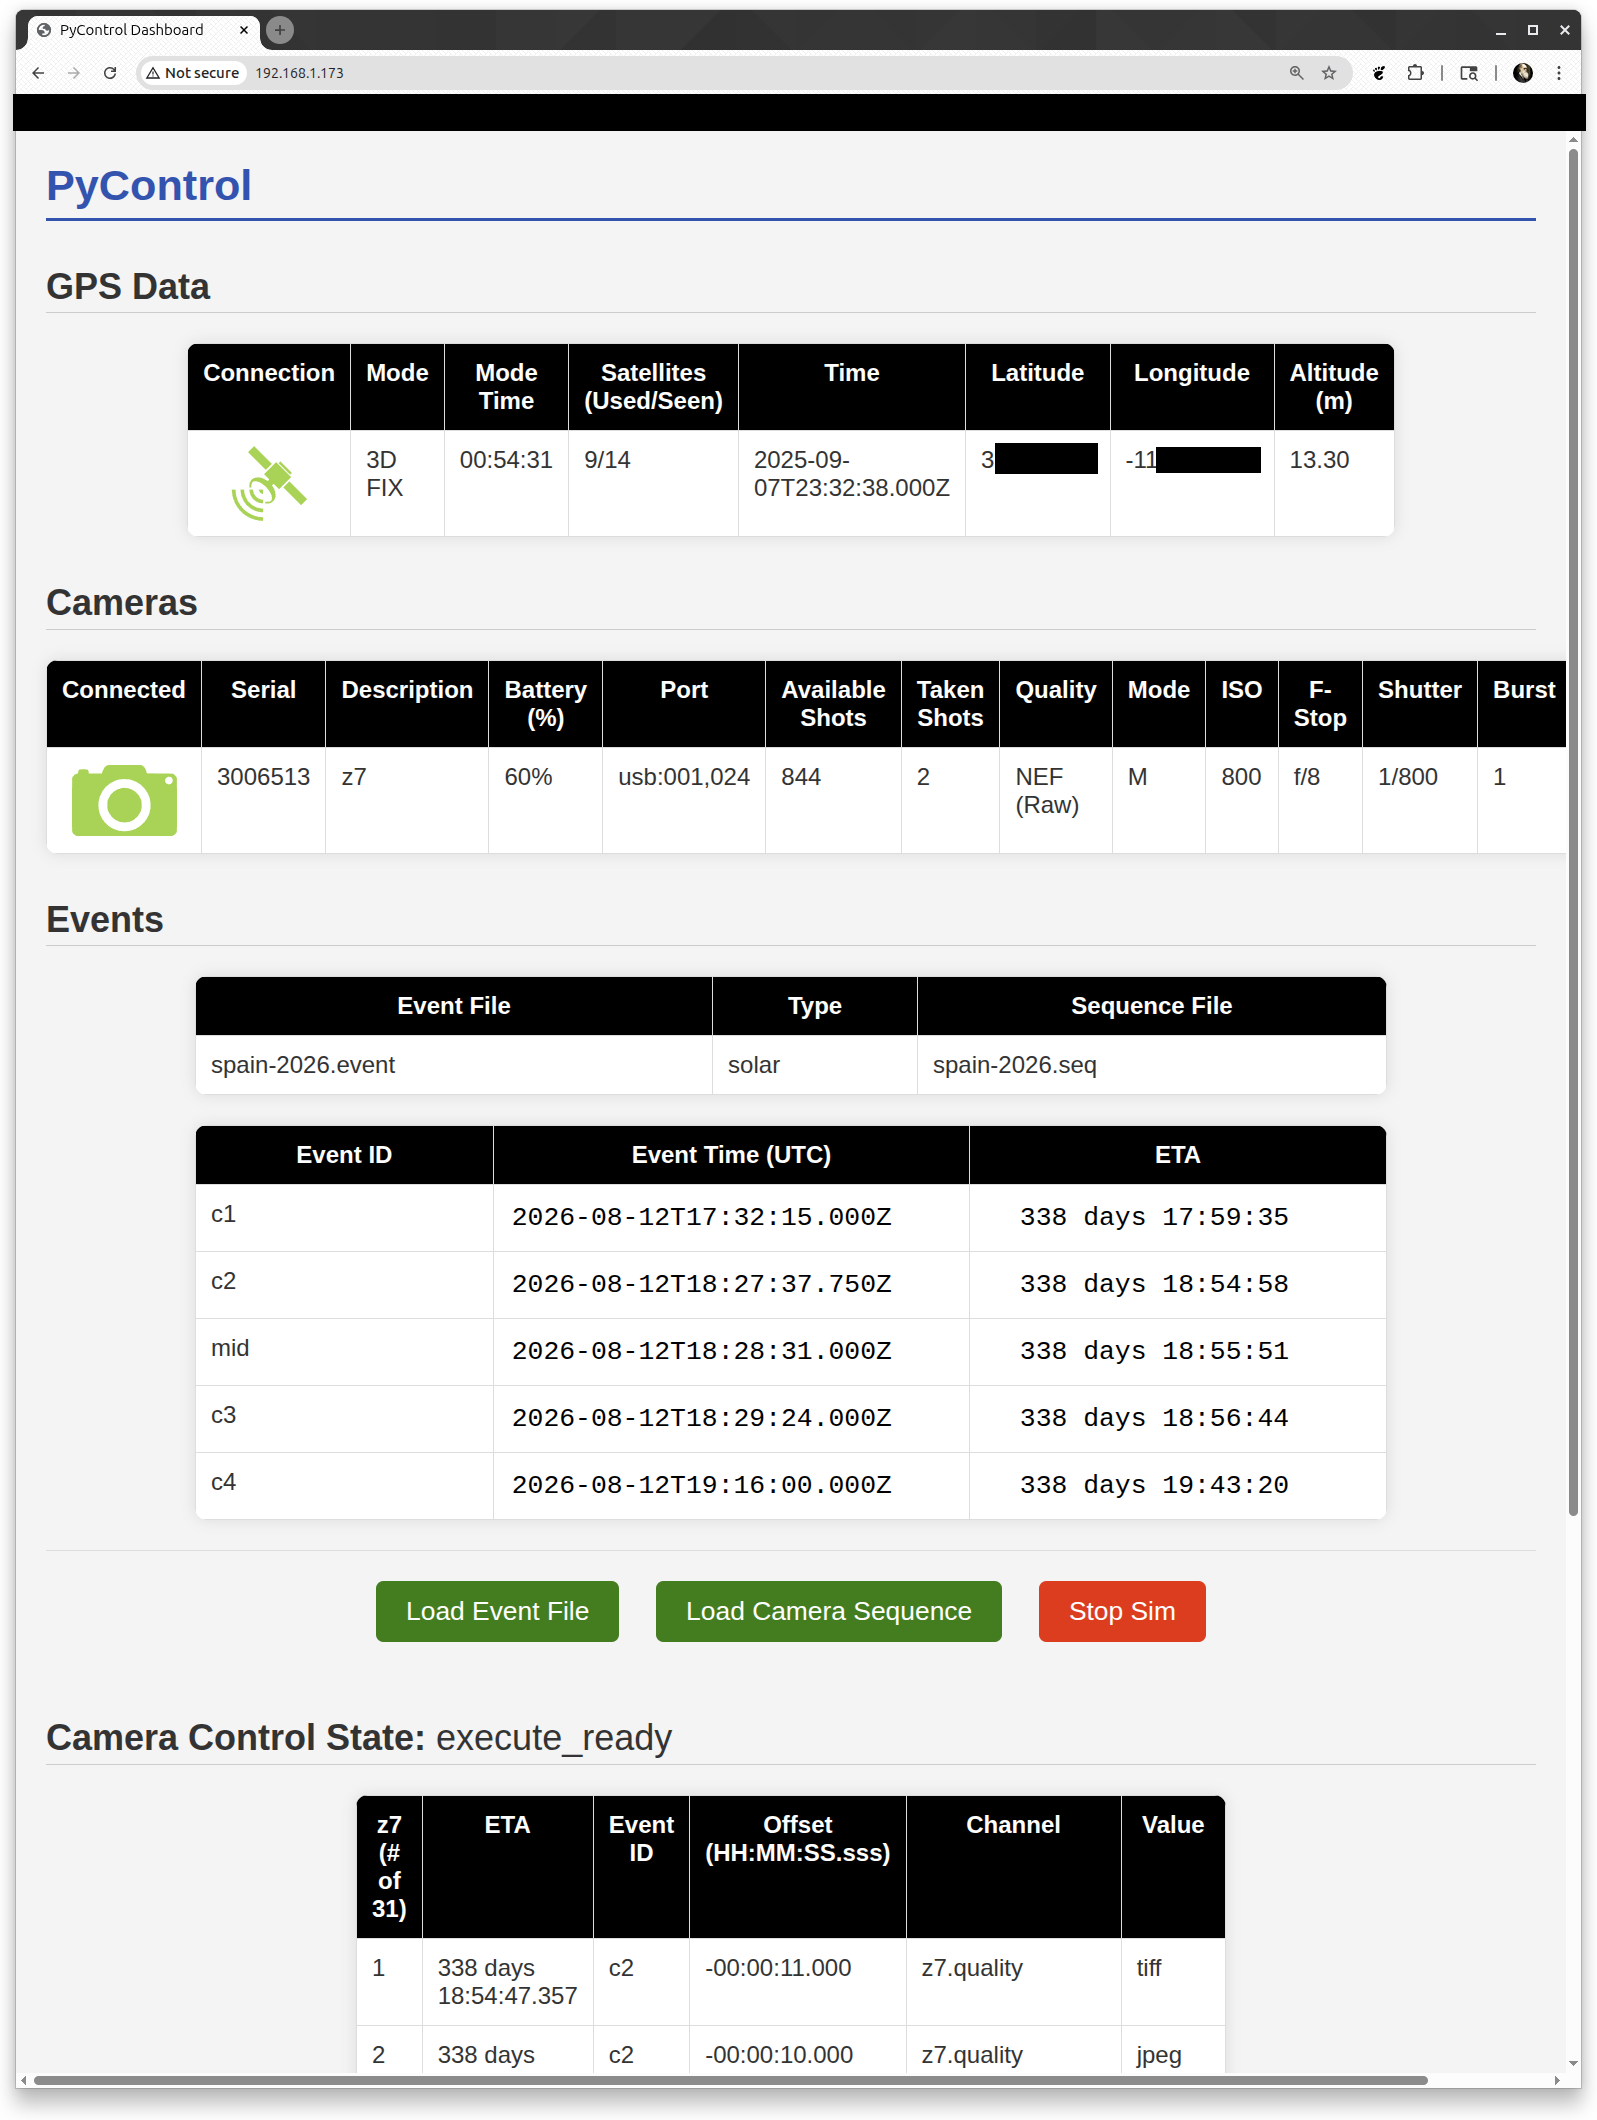 PyControl Dashboard
Not secure 192.168.1.173
PyControl
GPS Data
Connection Mode Mode Time Satellites (Used/Seen) Time Latitude Longitude Altitude (m)
3D FIX 00:54:31 9/14 2025-09-07T23:32:38.000Z 3 -11 13.30
Cameras
Connected Serial Description Battery (%) Port Available Shots Taken Shots Quality Mode ISO F-Stop Shutter Burst
3006513 z7 60% usb:001,024 844 2 NEF (Raw) M 800 f/8 1/800 1
Events
Event File Type Sequence File
spain-2026.event solar spain-2026.seq
Event ID Event Time (UTC) ETA
c1 2026-08-12T17:32:15.000Z 338 days 17:59:35
c2 2026-08-12T18:27:37.750Z 338 days 18:54:58
mid 2026-08-12T18:28:31.000Z 338 days 18:55:51
c3 2026-08-12T18:29:24.000Z 338 days 18:56:44
c4 2026-08-12T19:16:00.000Z 338 days 19:43:20
Load Event File Load Camera Sequence Stop Sim
Camera Control State: execute_ready
z7 (# of 31) ETA Event ID Offset (HH:MM:SS.sss) Channel Value
1 338 days 18:54:47.357 c2 -00:00:11.000 z7.quality tiff
2 338 days c2 -00:00:10.000 z7.quality jpeg